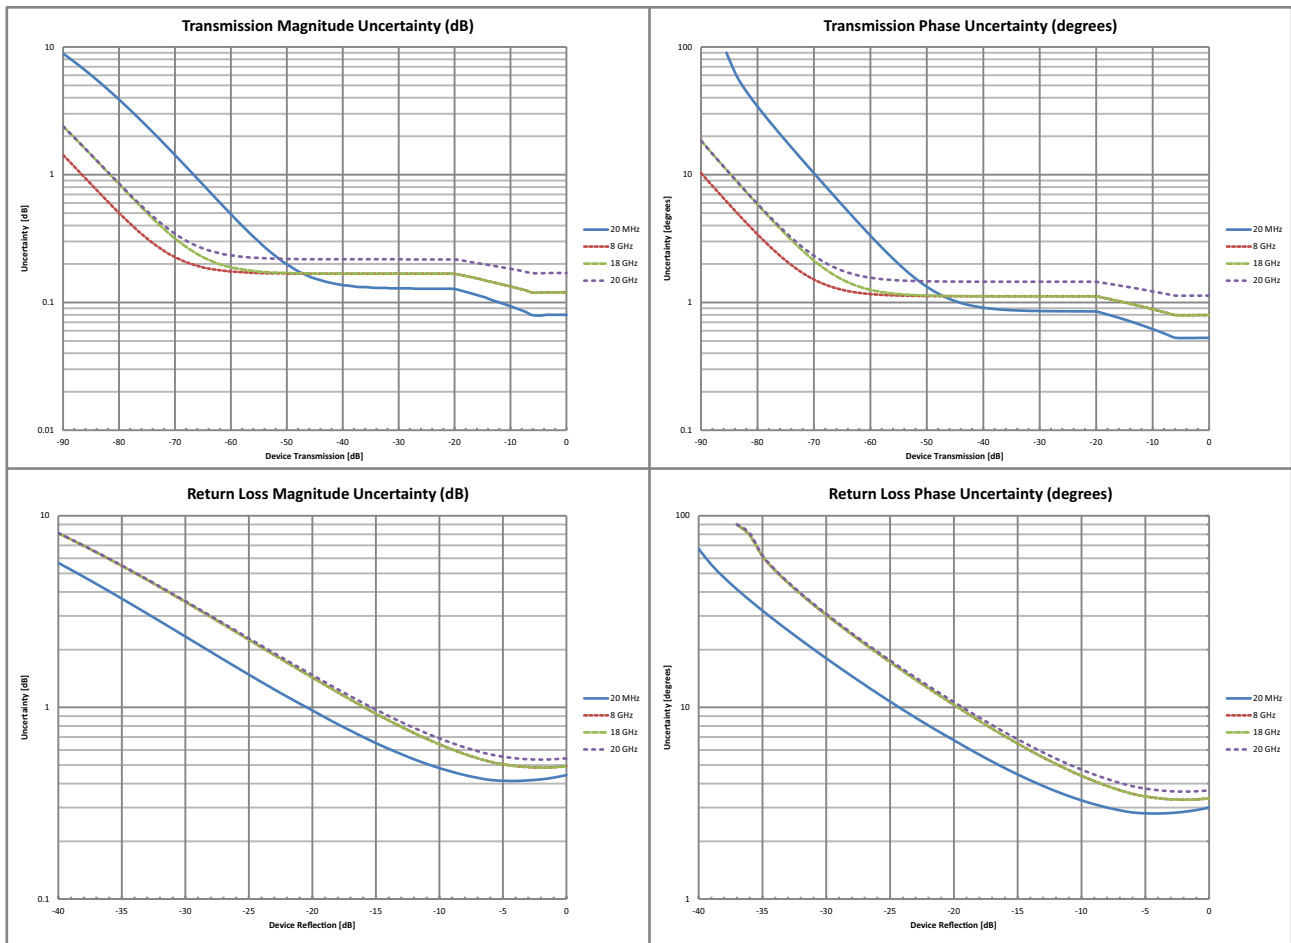 Transmission Magnitude Uncertainty (dB)
10
1
0.1
0.01
Uncertainty [dB]
-90 -80 -70 -60 -50 -40 -30 -20 -10 0
Device Transmission [dB]
20 MHz
8 GHz
18 GHz
20 GHz
Transmission Phase Uncertainty (degrees)
100
10
1
0.1
Uncertainty [degrees]
-90 -80 -70 -60 -50 -40 -30 -20 -10 0
Device Transmission [dB]
20 MHz
8 GHz
18 GHz
20 GHz
Return Loss Magnitude Uncertainty (dB)
10
1
0.1
Uncertainty [dB]
-40 -35 -30 -25 -20 -15 -10 -5 0
Device Reflection [dB]
20 MHz
8 GHz
18 GHz
20 GHz
Return Loss Phase Uncertainty (degrees)
100
10
1
Uncertainty [degrees]
-40 -35 -30 -25 -20 -15 -10 -5 0
Device Reflection [dB]
20 MHz
8 GHz
18 GHz
20 GHz